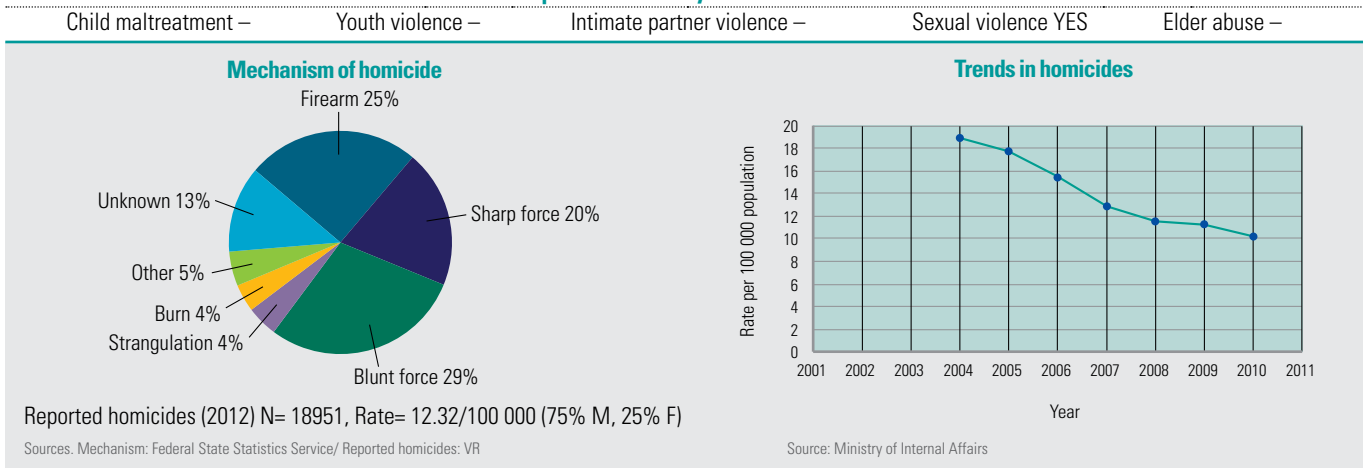 Child maltreatment – Youth violence – Intimate partner violence – Sexual violence YES Elder abuse –
Mechanism of homicide
Firearm 25%
Unknown 13%
Sharp force 20%
Other 5%
Burn 4%
Strangulation 4%
Blunt force 29%
Reported homicides (2012) N= 18951, Rate= 12.32/100 000 (75% M, 25% F)
Sources. Mechanism: Federal State Statistics Service/ Reported homicides: VR
Trends in homicides
Rate per 100 000 population
20
18
16
14
12
10
8
6
4
2
0
2001 2002 2003 2004 2005 2006 2007 2008 2009 2010 2011
Year
Source: Ministry of Internal Affairs